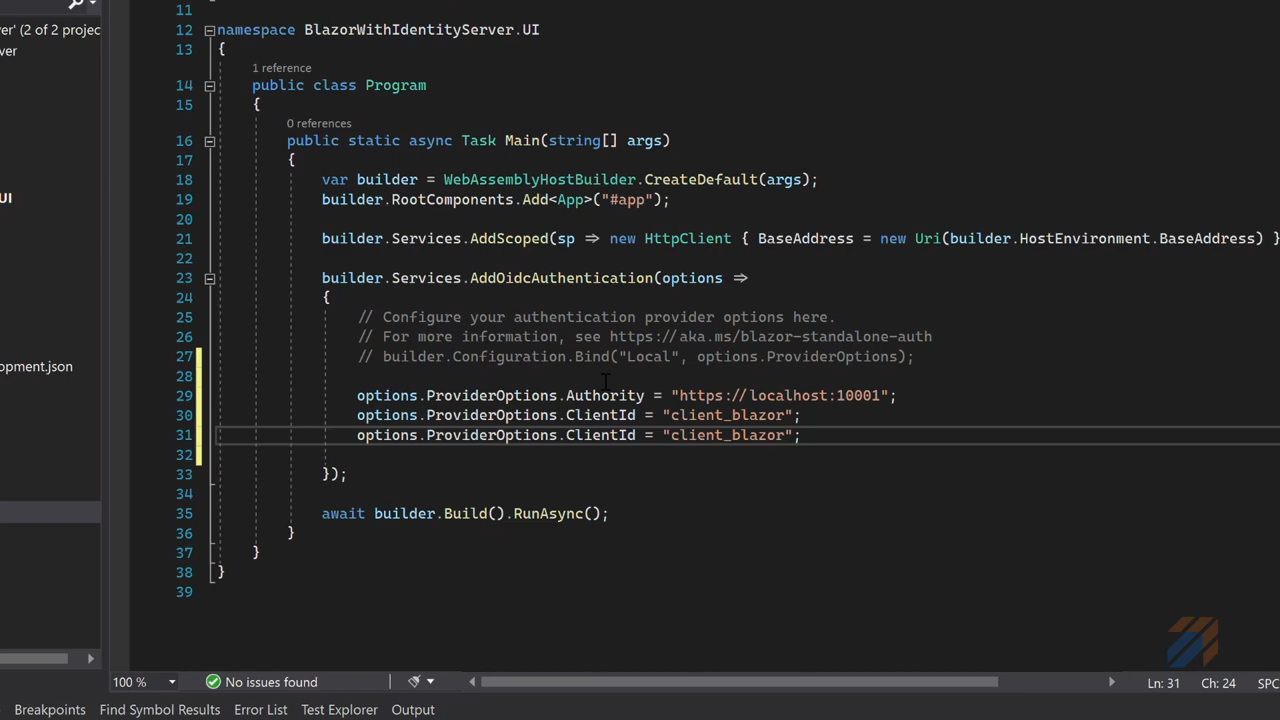 11
er' (2 of 2 projec
12 namespace BlazorWithIdentityServer.UI
ver
13 {
1 reference
14 public class Program
15 {
0 references
16 public static async Task Main(string[] args)
17 {
18 var builder = WebAssemblyHostBuilder.CreateDefault(args);
UI
19 builder.RootComponents.Add<App>("#app");
20
21 builder.Services.AddScoped(sp => new HttpClient { BaseAddress = new Uri(builder.HostEnvironment.BaseAddress) }
22
23 builder.Services.AddOidcAuthentication(options =>
24 {
25 // Configure your authentication provider options here.
26 // For more information, see https://aka.ms/blazor-standalone-auth
27 // builder.Configuration.Bind("Local", options.ProviderOptions);
opment.json
28
29 options.ProviderOptions.Authority = "https://localhost:10001";
30 options.ProviderOptions.ClientId = "client_blazor";
31 options.ProviderOptions.ClientId = "client_blazor";
32
33 });
34
35 await builder.Build().RunAsync();
36 }
37 }
38 }
39
100 % No issues found Ln: 31 Ch: 24 SPC
Breakpoints Find Symbol Results Error List Test Explorer Output